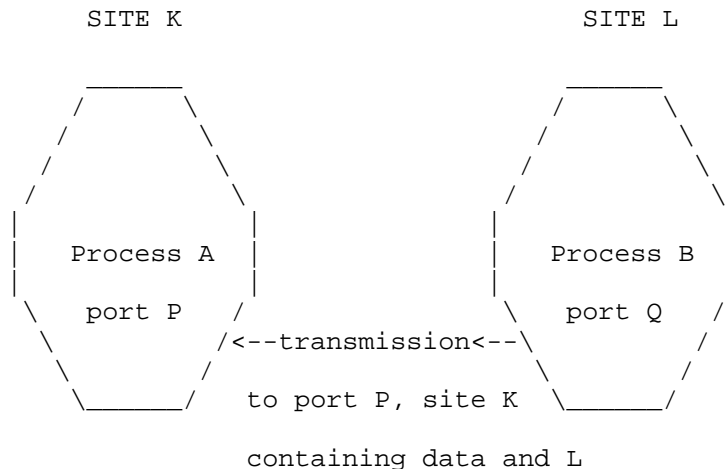 SITE K SITE L
Process A Process B
port P port Q
<--transmission<--
to port P, site K
containing data and L